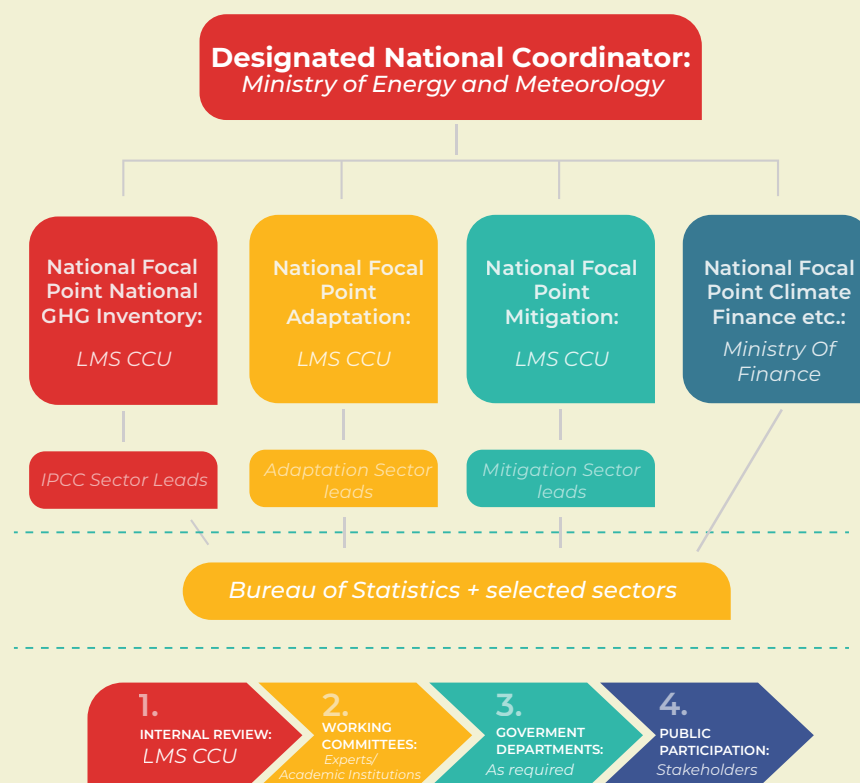 Designated National Coordinator:
Ministry of Energy and Meteorology
National Focal
Point National
GHG Inventory:
LMS CCU
National Focal
Point
Adaptation:
LMS CCU
National Focal
Point
Mitigation:
LMS CCU
National Focal
Point Climate
Finance etc.:
Ministry Of
Finance
IPCC Sector Leads
Adaptation Sector
leads
Mitigation Sector
leads
Bureau of Statistics + selected sectors
1.
INTERNAL REVIEW:
LMS CCU
2.
WORKING
COMMITTEES:
Experts/
Academic Institutions
3.
GOVERMENT
DEPARTMENTS:
As required
4.
PUBLIC
PARTICIPATION:
Stakeholders